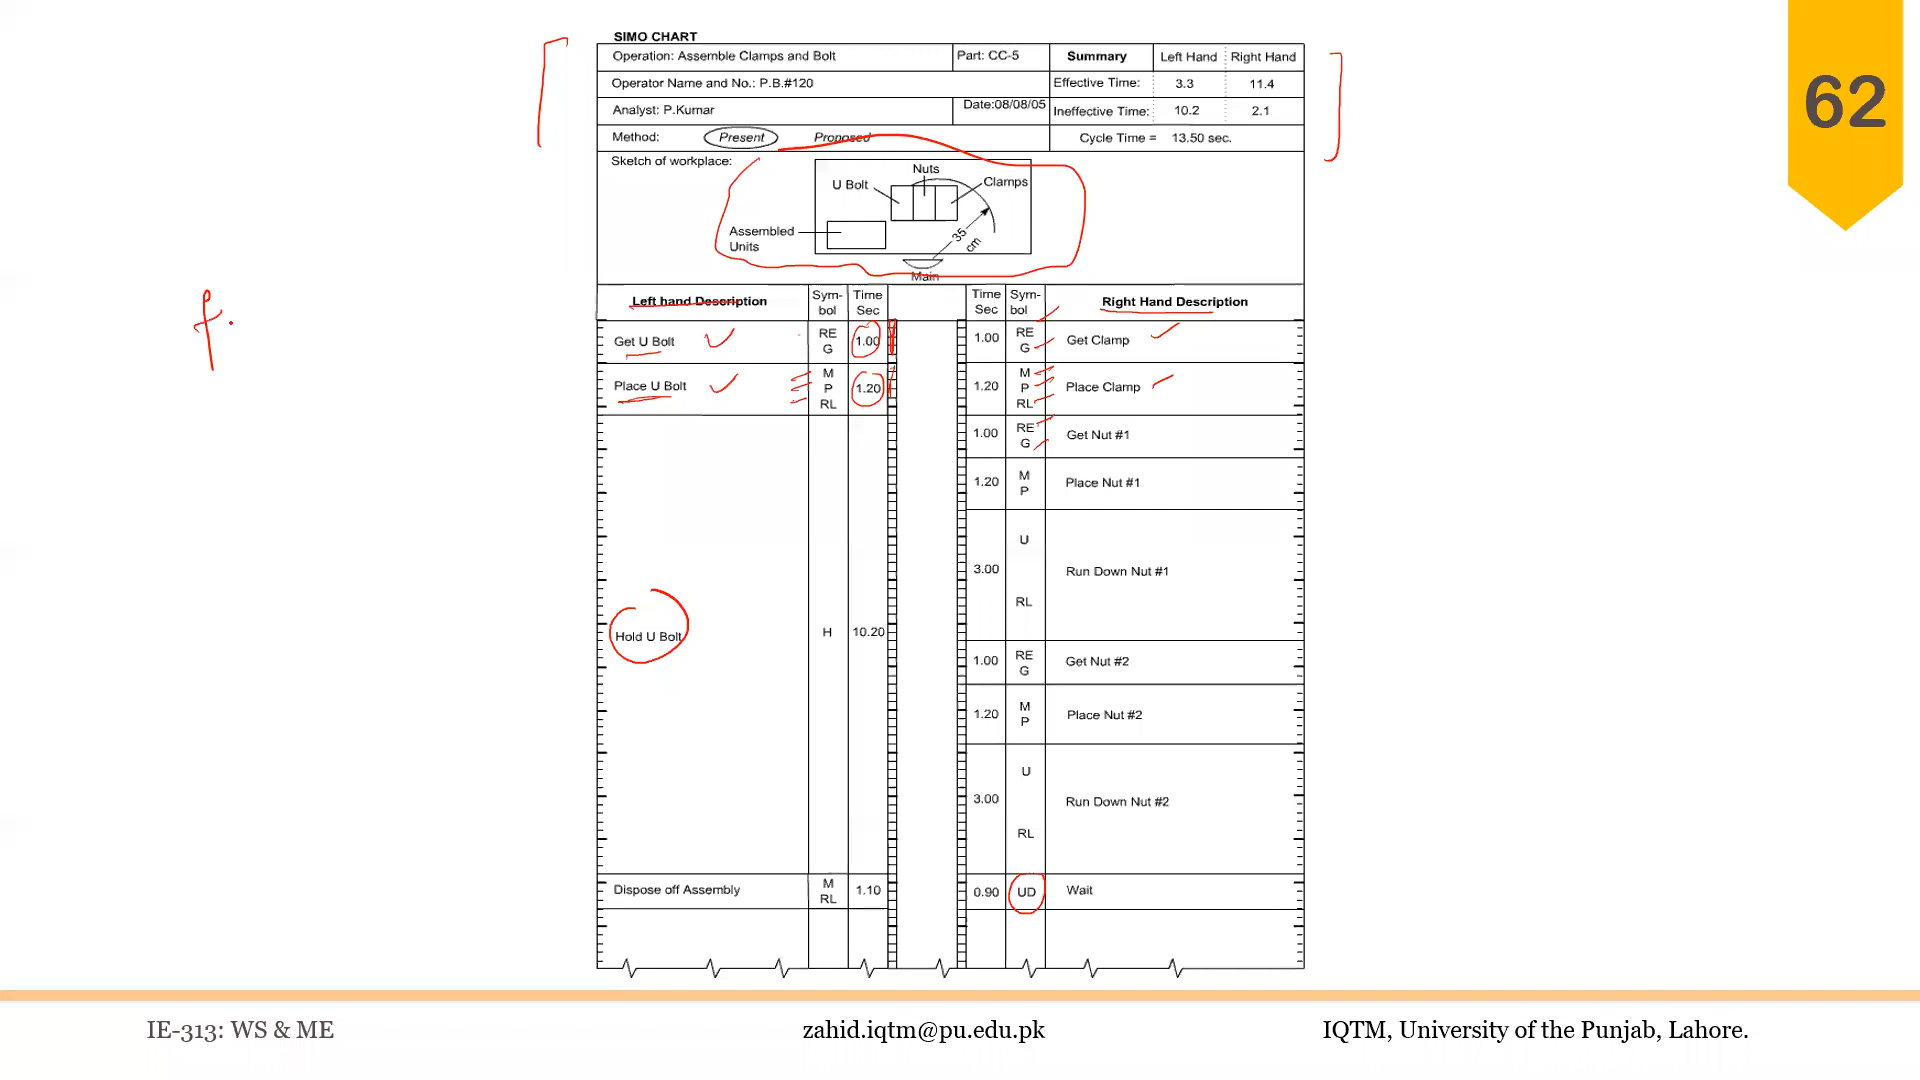 62
SIMO CHART
Operation: Assemble Clamps and Bolt
Part: CC-5
Summary
Left Hand
Right Hand
Operator Name and No.: P.B.#120
Effective Time:
3.3
11.4
Analyst: P.Kumar
Date:08/08/05
Ineffective Time:
10.2
2.1
Method:
Present
Proposed
Cycle Time = 13.50 sec.
Sketch of workplace:
Nuts
U Bolt
Clamps
Assembled
Units
35
cm
Main
Left hand Description
Sym-
bol
Time
Sec
Time
Sec
Sym-
bol
Right Hand Description
Get U Bolt
RE
G
1.00
1.00
RE
G
Get Clamp
Place U Bolt
M
P
RL
1.20
1.20
M
P
RL
Place Clamp
1.00
RE
G
Get Nut #1
1.20
M
P
Place Nut #1
3.00
U
RL
Run Down Nut #1
Hold U Bolt
H
10.20
1.00
RE
G
Get Nut #2
1.20
M
P
Place Nut #2
3.00
U
RL
Run Down Nut #2
Dispose off Assembly
M
RL
1.10
0.90
UD
Wait
IE-313: WS & ME
zahid.iqtm@pu.edu.pk
IQTM, University of the Punjab, Lahore.